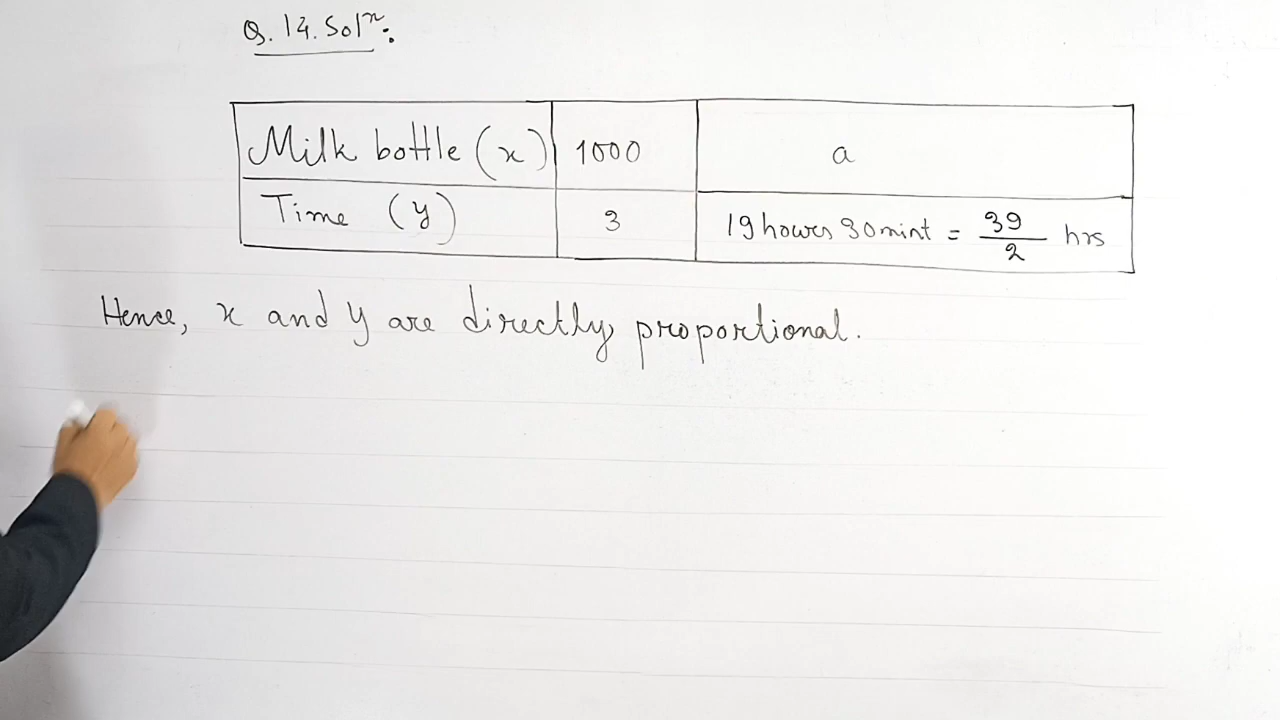 Q. 14. Solⁿ:
Milk bottle (x) 1000 a
Time (y) 3 19 hours 30 mint = 39/2 hrs
Hence, x and y are directly proportional.